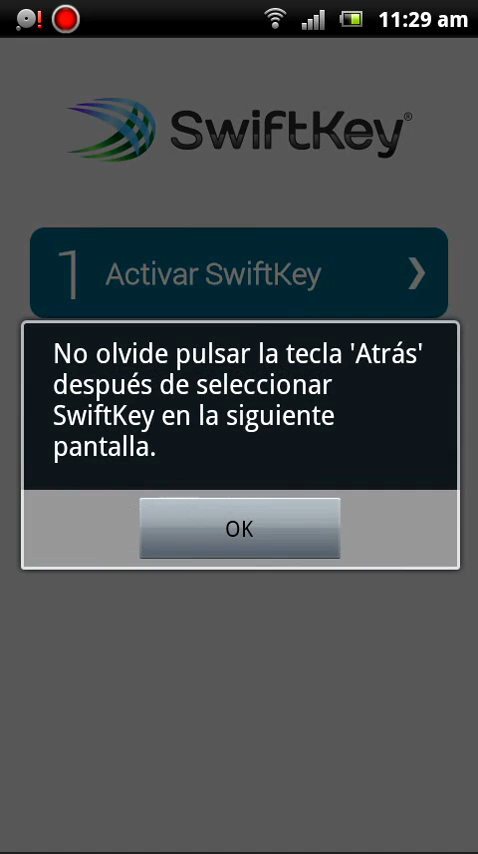 11:29 am
SwiftKey®
1 Activar SwiftKey
No olvide pulsar la tecla 'Atrás'
después de seleccionar
SwiftKey en la siguiente
pantalla.
OK